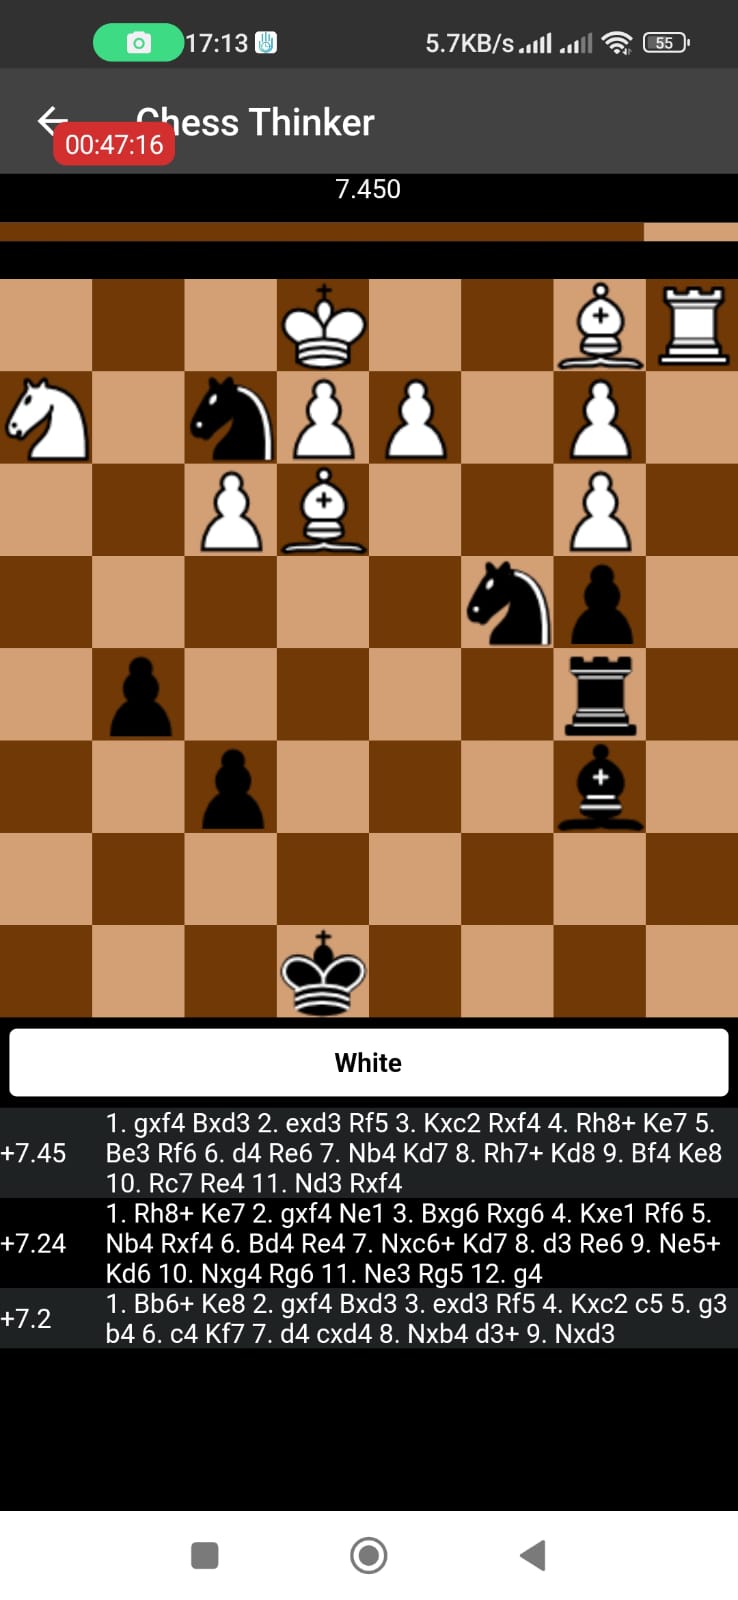 17:13 5.7KB/s 55
Chess Thinker
00:47:16
7.450
White
1. gxf4 Bxd3 2. exd3 Rf5 3. Kxc2 Rxf4 4. Rh8+ Ke7 5.
+7.45 Be3 Rf6 6. d4 Re6 7. Nb4 Kd7 8. Rh7+ Kd8 9. Bf4 Ke8
10. Rc7 Re4 11. Nd3 Rxf4
1. Rh8+ Ke7 2. gxf4 Ne1 3. Bxg6 Rxg6 4. Kxe1 Rf6 5.
+7.24 Nb4 Rxf4 6. Bd4 Re4 7. Nxc6+ Kd7 8. d3 Re6 9. Ne5+
Kd6 10. Nxg4 Rg6 11. Ne3 Rg5 12. g4
1. Bb6+ Ke8 2. gxf4 Bxd3 3. exd3 Rf5 4. Kxc2 c5 5. g3
+7.2 b4 6. c4 Kf7 7. d4 cxd4 8. Nxb4 d3+ 9. Nxd3